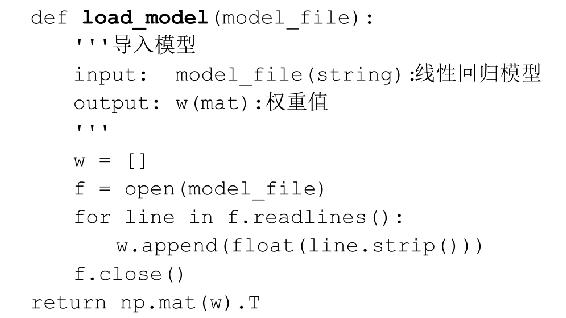 def load_model(model_file):
    '''导入模型
    input:  model_file(string):线性回归模型
    output: w(mat):权重值
    '''
    w = []
    f = open(model_file)
    for line in f.readlines():
        w.append(float(line.strip()))
    f.close()
return np.mat(w).T